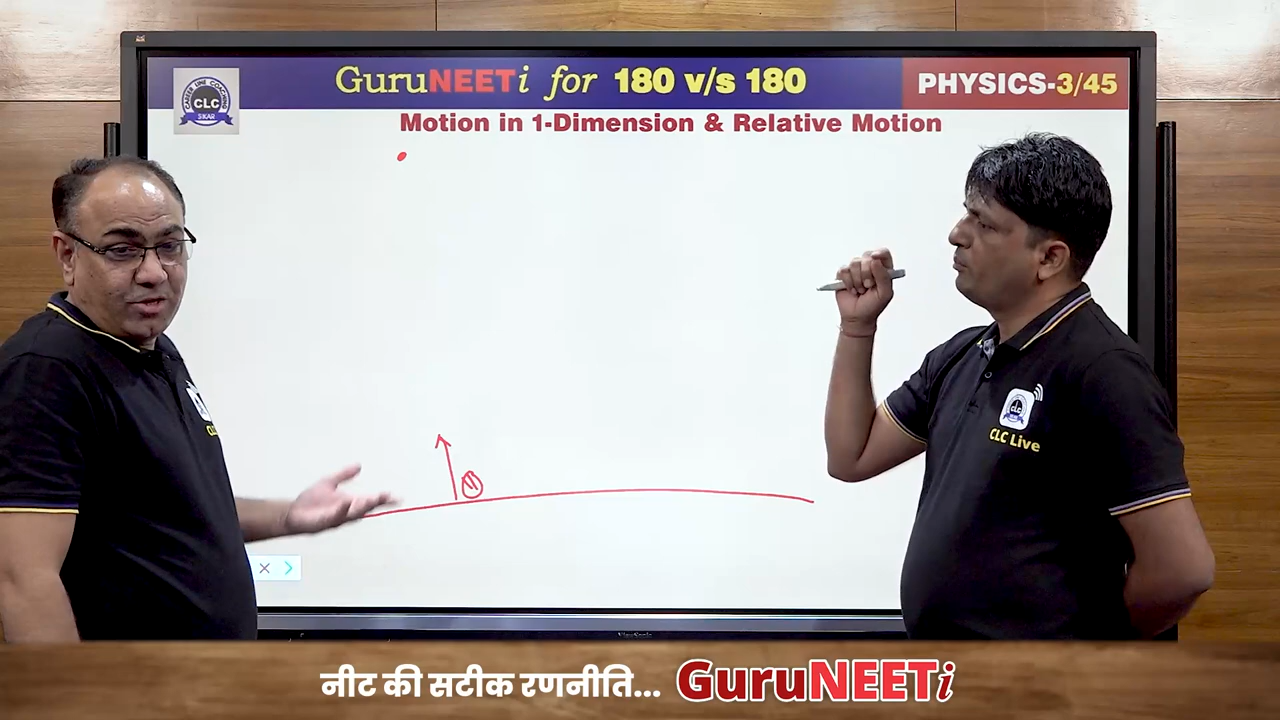 GuruNEETi for 180 v/s 180
PHYSICS-3/45
CAREER LINE COACHING
CLC
SIKAR
Motion in 1-Dimension & Relative Motion
CLC
CLC Live
ViewSonic
नीट की सटीक रणनीति... GuruNEETi